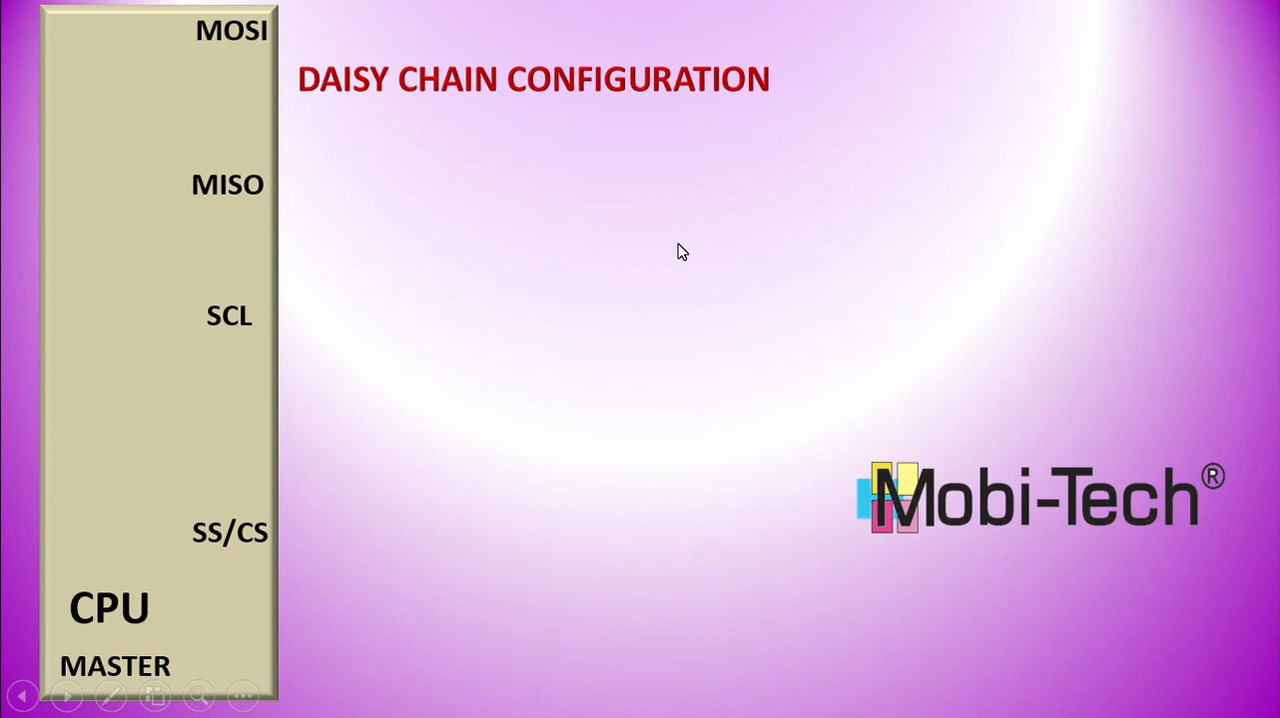 MOSI
DAISY CHAIN CONFIGURATION
MISO
SCL
Mobi-Tech®
SS/CS
CPU
MASTER